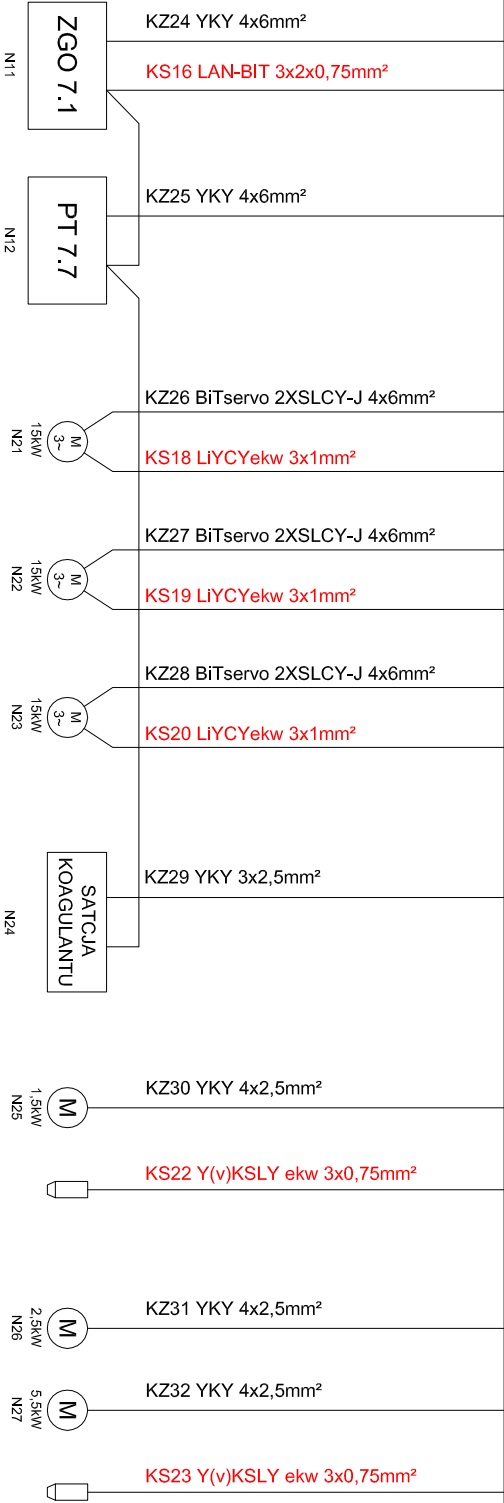 KZ24 YKY 4x6mm²
ZGO 7.1
N11
KS16 LAN-BIT 3x2x0,75mm²
KZ25 YKY 4x6mm²
PT 7.7
N12
KZ26 BiTservo 2XSLCY-J 4x6mm²
M
3~
15kW
N21
KS18 LiYCYekw 3x1mm²
KZ27 BiTservo 2XSLCY-J 4x6mm²
M
3~
15kW
N22
KS19 LiYCYekw 3x1mm²
KZ28 BiTservo 2XSLCY-J 4x6mm²
M
3~
15kW
N23
KS20 LiYCYekw 3x1mm²
KZ29 YKY 3x2,5mm²
SATCJA
KOAGULANTU
N24
KZ30 YKY 4x2,5mm²
M
1,5kW
N25
KS22 Y(v)KSLY ekw 3x0,75mm²
KZ31 YKY 4x2,5mm²
M
2,5kW
N26
KZ32 YKY 4x2,5mm²
M
5,5kW
N27
KS23 Y(v)KSLY ekw 3x0,75mm²